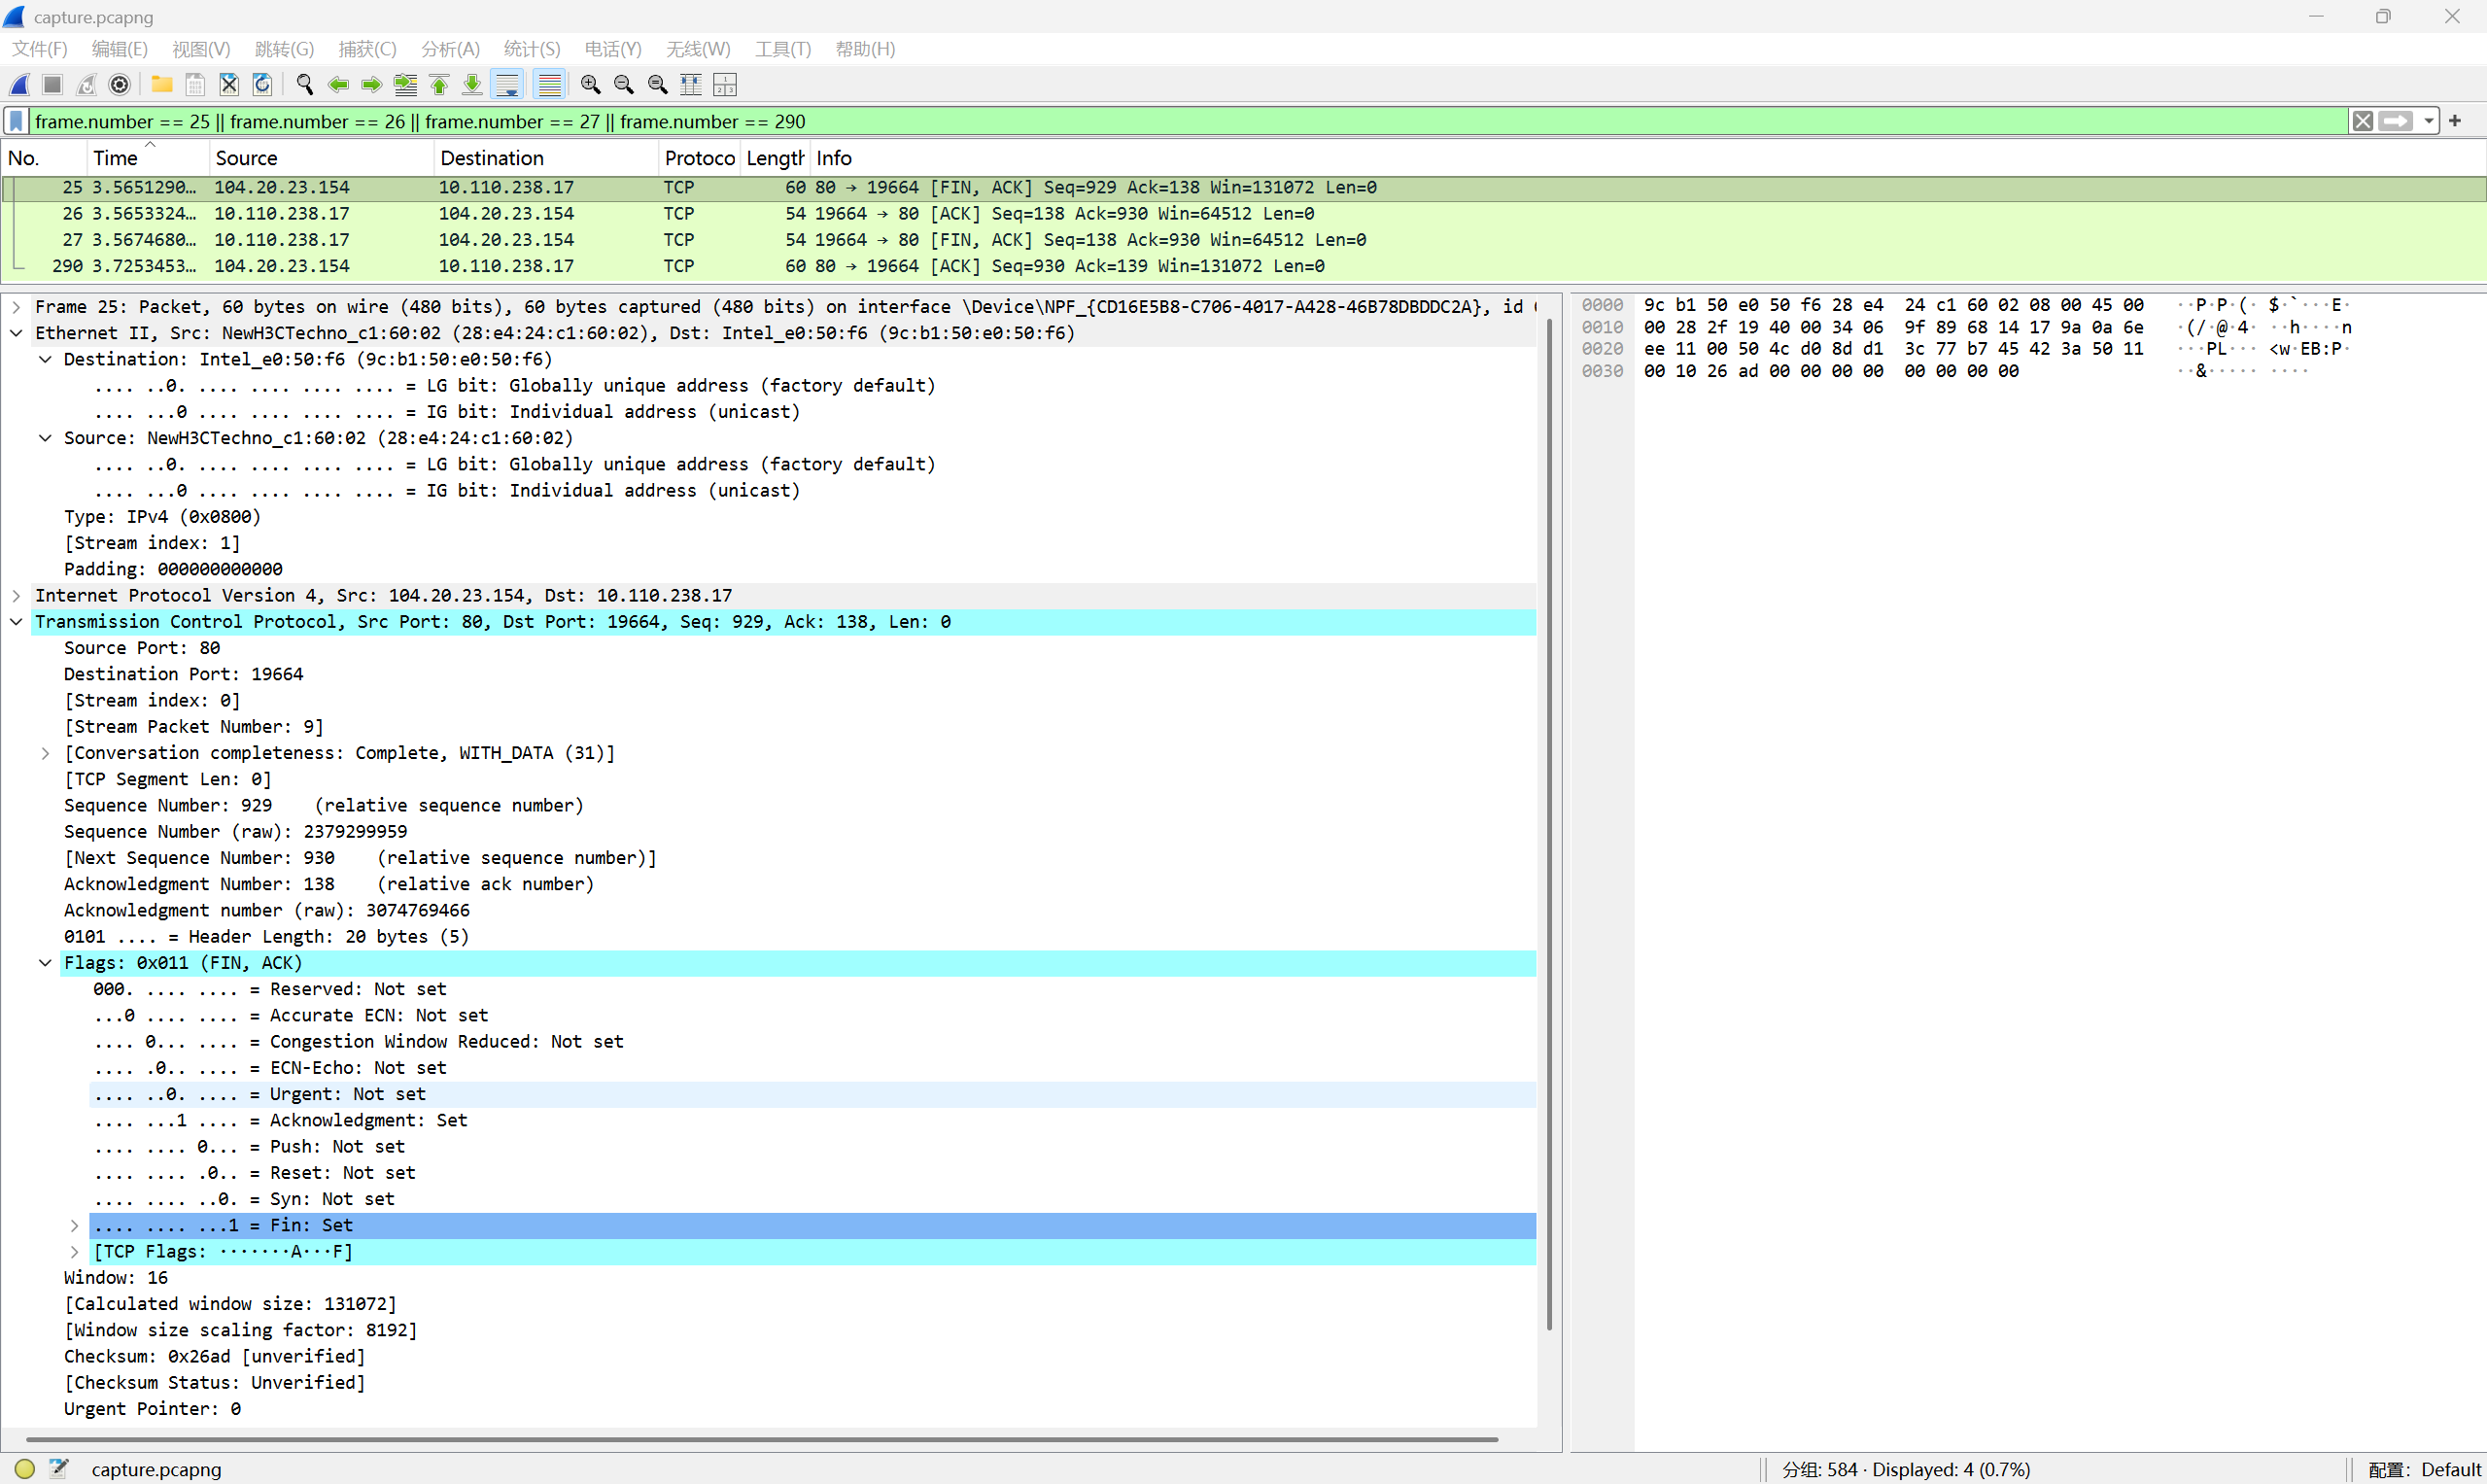 capture.pcapng
文件(F) 编辑(E) 视图(V) 跳转(G) 捕获(C) 分析(A) 统计(S) 电话(Y) 无线(W) 工具(T) 帮助(H)
frame.number == 25 || frame.number == 26 || frame.number == 27 || frame.number == 290
No. Time Source Destination Protoco Length Info
25 3.5651290… 104.20.23.154 10.110.238.17 TCP 60 80 → 19664 [FIN, ACK] Seq=929 Ack=138 Win=131072 Len=0
26 3.5653324… 10.110.238.17 104.20.23.154 TCP 54 19664 → 80 [ACK] Seq=138 Ack=930 Win=64512 Len=0
27 3.5674680… 10.110.238.17 104.20.23.154 TCP 54 19664 → 80 [FIN, ACK] Seq=138 Ack=930 Win=64512 Len=0
290 3.7253453… 104.20.23.154 10.110.238.17 TCP 60 80 → 19664 [ACK] Seq=930 Ack=139 Win=131072 Len=0
Frame 25: Packet, 60 bytes on wire (480 bits), 60 bytes captured (480 bits) on interface \Device\NPF_{CD16E5B8-C706-4017-A428-46B78DBDDC2A}, id
Ethernet II, Src: NewH3CTechno_c1:60:02 (28:e4:24:c1:60:02), Dst: Intel_e0:50:f6 (9c:b1:50:e0:50:f6)
Destination: Intel_e0:50:f6 (9c:b1:50:e0:50:f6)
.... ..0. .... .... .... .... = LG bit: Globally unique address (factory default)
.... ...0 .... .... .... .... = IG bit: Individual address (unicast)
Source: NewH3CTechno_c1:60:02 (28:e4:24:c1:60:02)
.... ..0. .... .... .... .... = LG bit: Globally unique address (factory default)
.... ...0 .... .... .... .... = IG bit: Individual address (unicast)
Type: IPv4 (0x0800)
[Stream index: 1]
Padding: 000000000000
Internet Protocol Version 4, Src: 104.20.23.154, Dst: 10.110.238.17
Transmission Control Protocol, Src Port: 80, Dst Port: 19664, Seq: 929, Ack: 138, Len: 0
Source Port: 80
Destination Port: 19664
[Stream index: 0]
[Stream Packet Number: 9]
[Conversation completeness: Complete, WITH_DATA (31)]
[TCP Segment Len: 0]
Sequence Number: 929 (relative sequence number)
Sequence Number (raw): 2379299959
[Next Sequence Number: 930 (relative sequence number)]
Acknowledgment Number: 138 (relative ack number)
Acknowledgment number (raw): 3074769466
0101 .... = Header Length: 20 bytes (5)
Flags: 0x011 (FIN, ACK)
000. .... .... = Reserved: Not set
...0 .... .... = Accurate ECN: Not set
.... 0... .... = Congestion Window Reduced: Not set
.... .0.. .... = ECN-Echo: Not set
.... ..0. .... = Urgent: Not set
.... ...1 .... = Acknowledgment: Set
.... .... 0... = Push: Not set
.... .... .0.. = Reset: Not set
.... .... ..0. = Syn: Not set
.... .... ...1 = Fin: Set
[TCP Flags: ·······A···F]
Window: 16
[Calculated window size: 131072]
[Window size scaling factor: 8192]
Checksum: 0x26ad [unverified]
[Checksum Status: Unverified]
Urgent Pointer: 0
0000 9c b1 50 e0 50 f6 28 e4 24 c1 60 02 08 00 45 00 ··P·P·(· $·`···E·
0010 00 28 2f 19 40 00 34 06 9f 89 68 14 17 9a 0a 6e ·(/·@·4· ··h····n
0020 ee 11 00 50 4c d0 8d d1 3c 77 b7 45 42 3a 50 11 ···PL··· <w·EB:P·
0030 00 10 26 ad 00 00 00 00 00 00 00 00 ··&····· ····
capture.pcapng
分组: 584 · Displayed: 4 (0.7%)
配置: Default